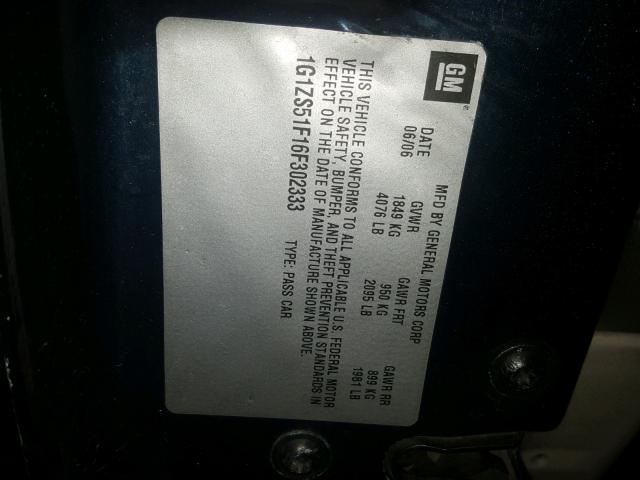 GM
MFD BY GENERAL MOTORS CORP
DATE GVWR GAWR FRT GAWR RR
06/06 1849 KG 950 KG 899 KG
4076 LB 2095 LB 1981 LB
THIS VEHICLE CONFORMS TO ALL APPLICABLE U.S. FEDERAL MOTOR
VEHICLE SAFETY, BUMPER, AND THEFT PREVENTION STANDARDS IN
EFFECT ON THE DATE OF MANUFACTURE SHOWN ABOVE.
1G1ZS51F16F302333 TYPE: PASS CAR